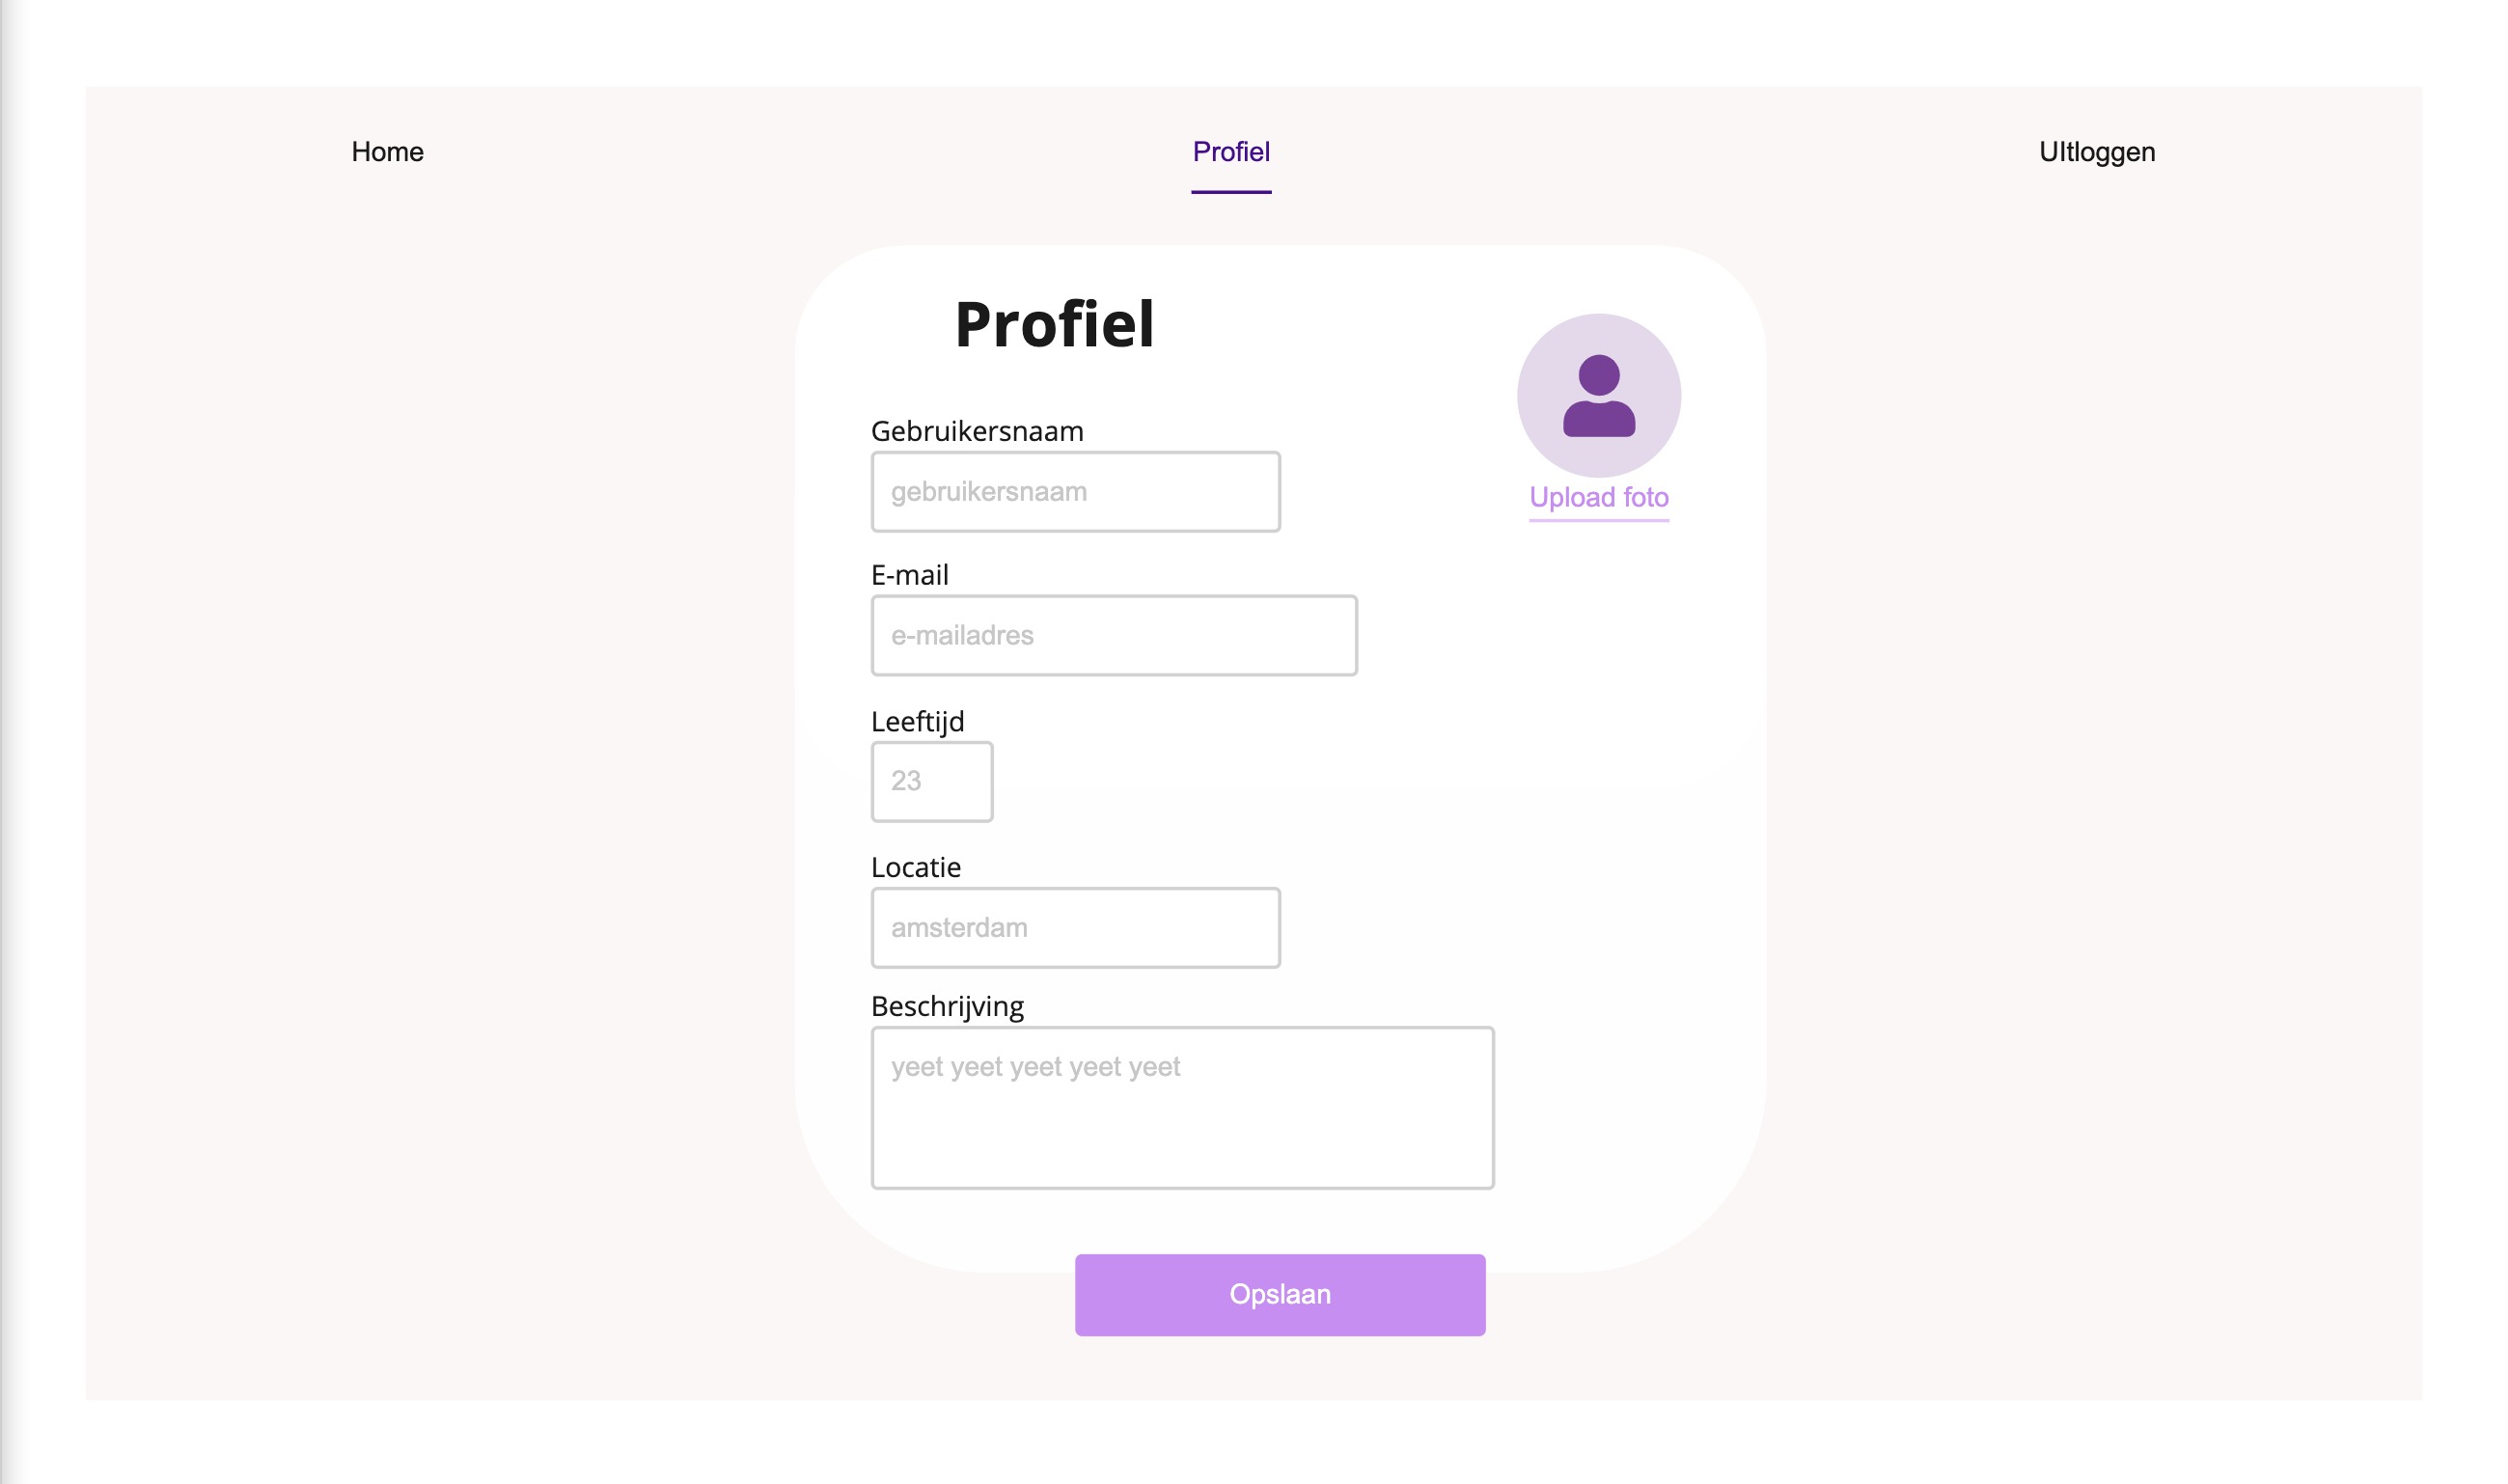 Home
Profiel
UItloggen
Profiel
Gebruikersnaam
gebruikersnaam
Upload foto
E-mail
e-mailadres
Leeftijd
23
Locatie
amsterdam
Beschrijving
yeet yeet yeet yeet yeet
Opslaan